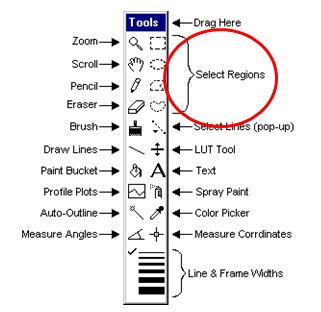 Tools Drag Here
Zoom
Scroll Select Regions
Pencil
Eraser
Brush Select Lines (pop-up)
Draw Lines LUT Tool
Paint Bucket A Text
Profile Plots Spray Paint
Auto-Outline Color Picker
Measure Angles Measure Corrdinates
Line & Frame Widths